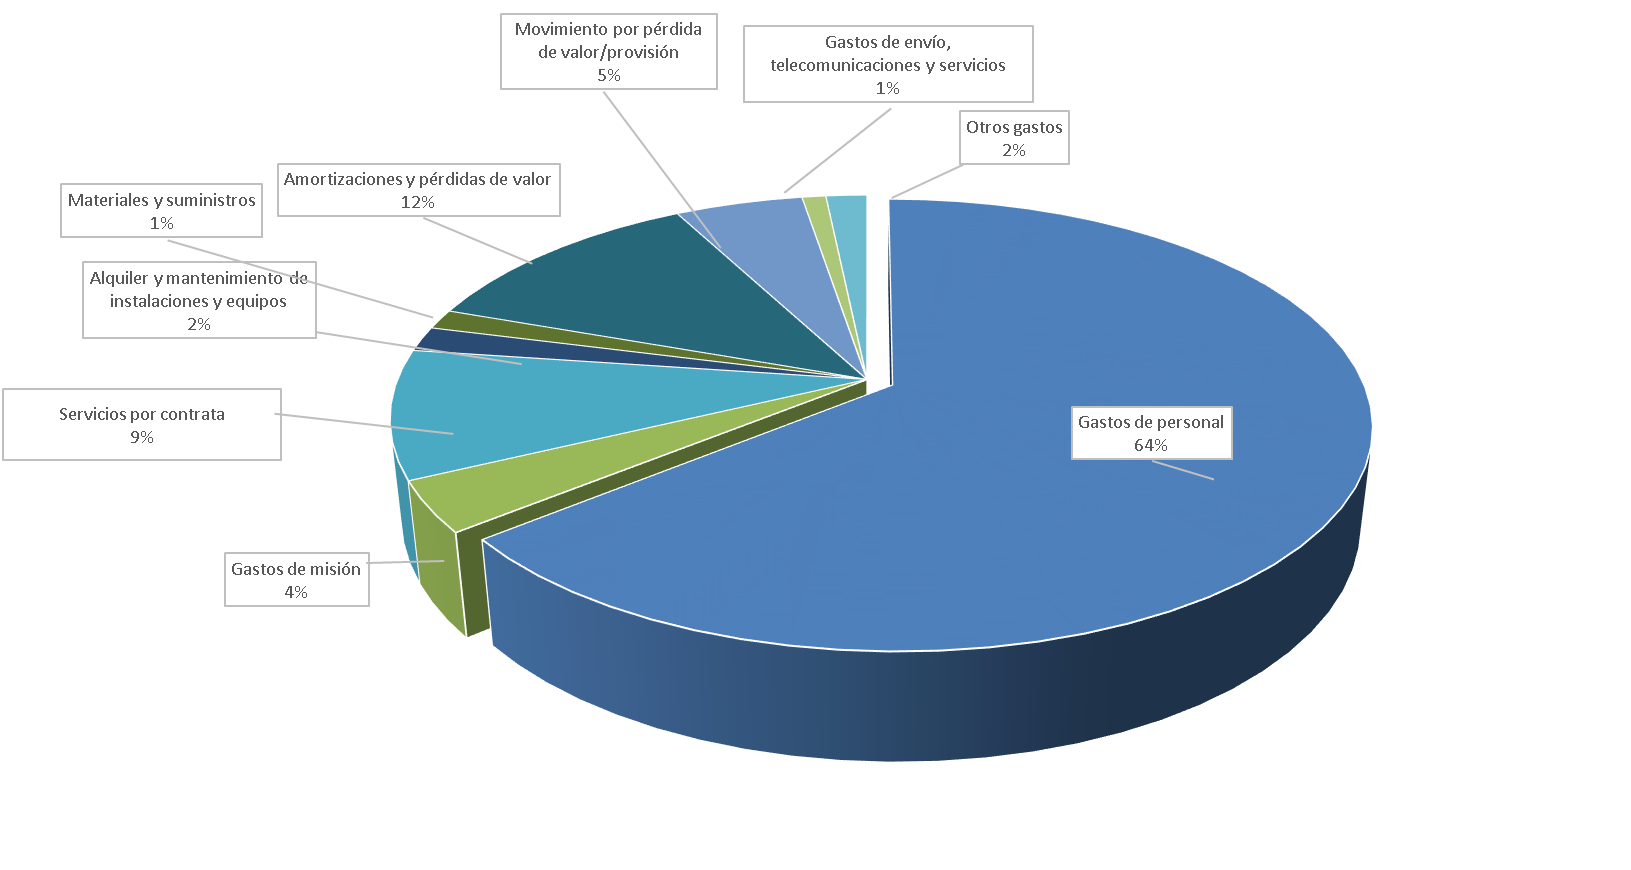 Movimiento por pérdida
de valor/provisión
5%
Gastos de envío,
telecomunicaciones y servicios
1%
Otros gastos
2%
Amortizaciones y pérdidas de valor
12%
Materiales y suministros
1%
Alquiler y mantenimiento de
instalaciones y equipos
2%
Servicios por contrata
9%
Gastos de personal
64%
Gastos de misión
4%